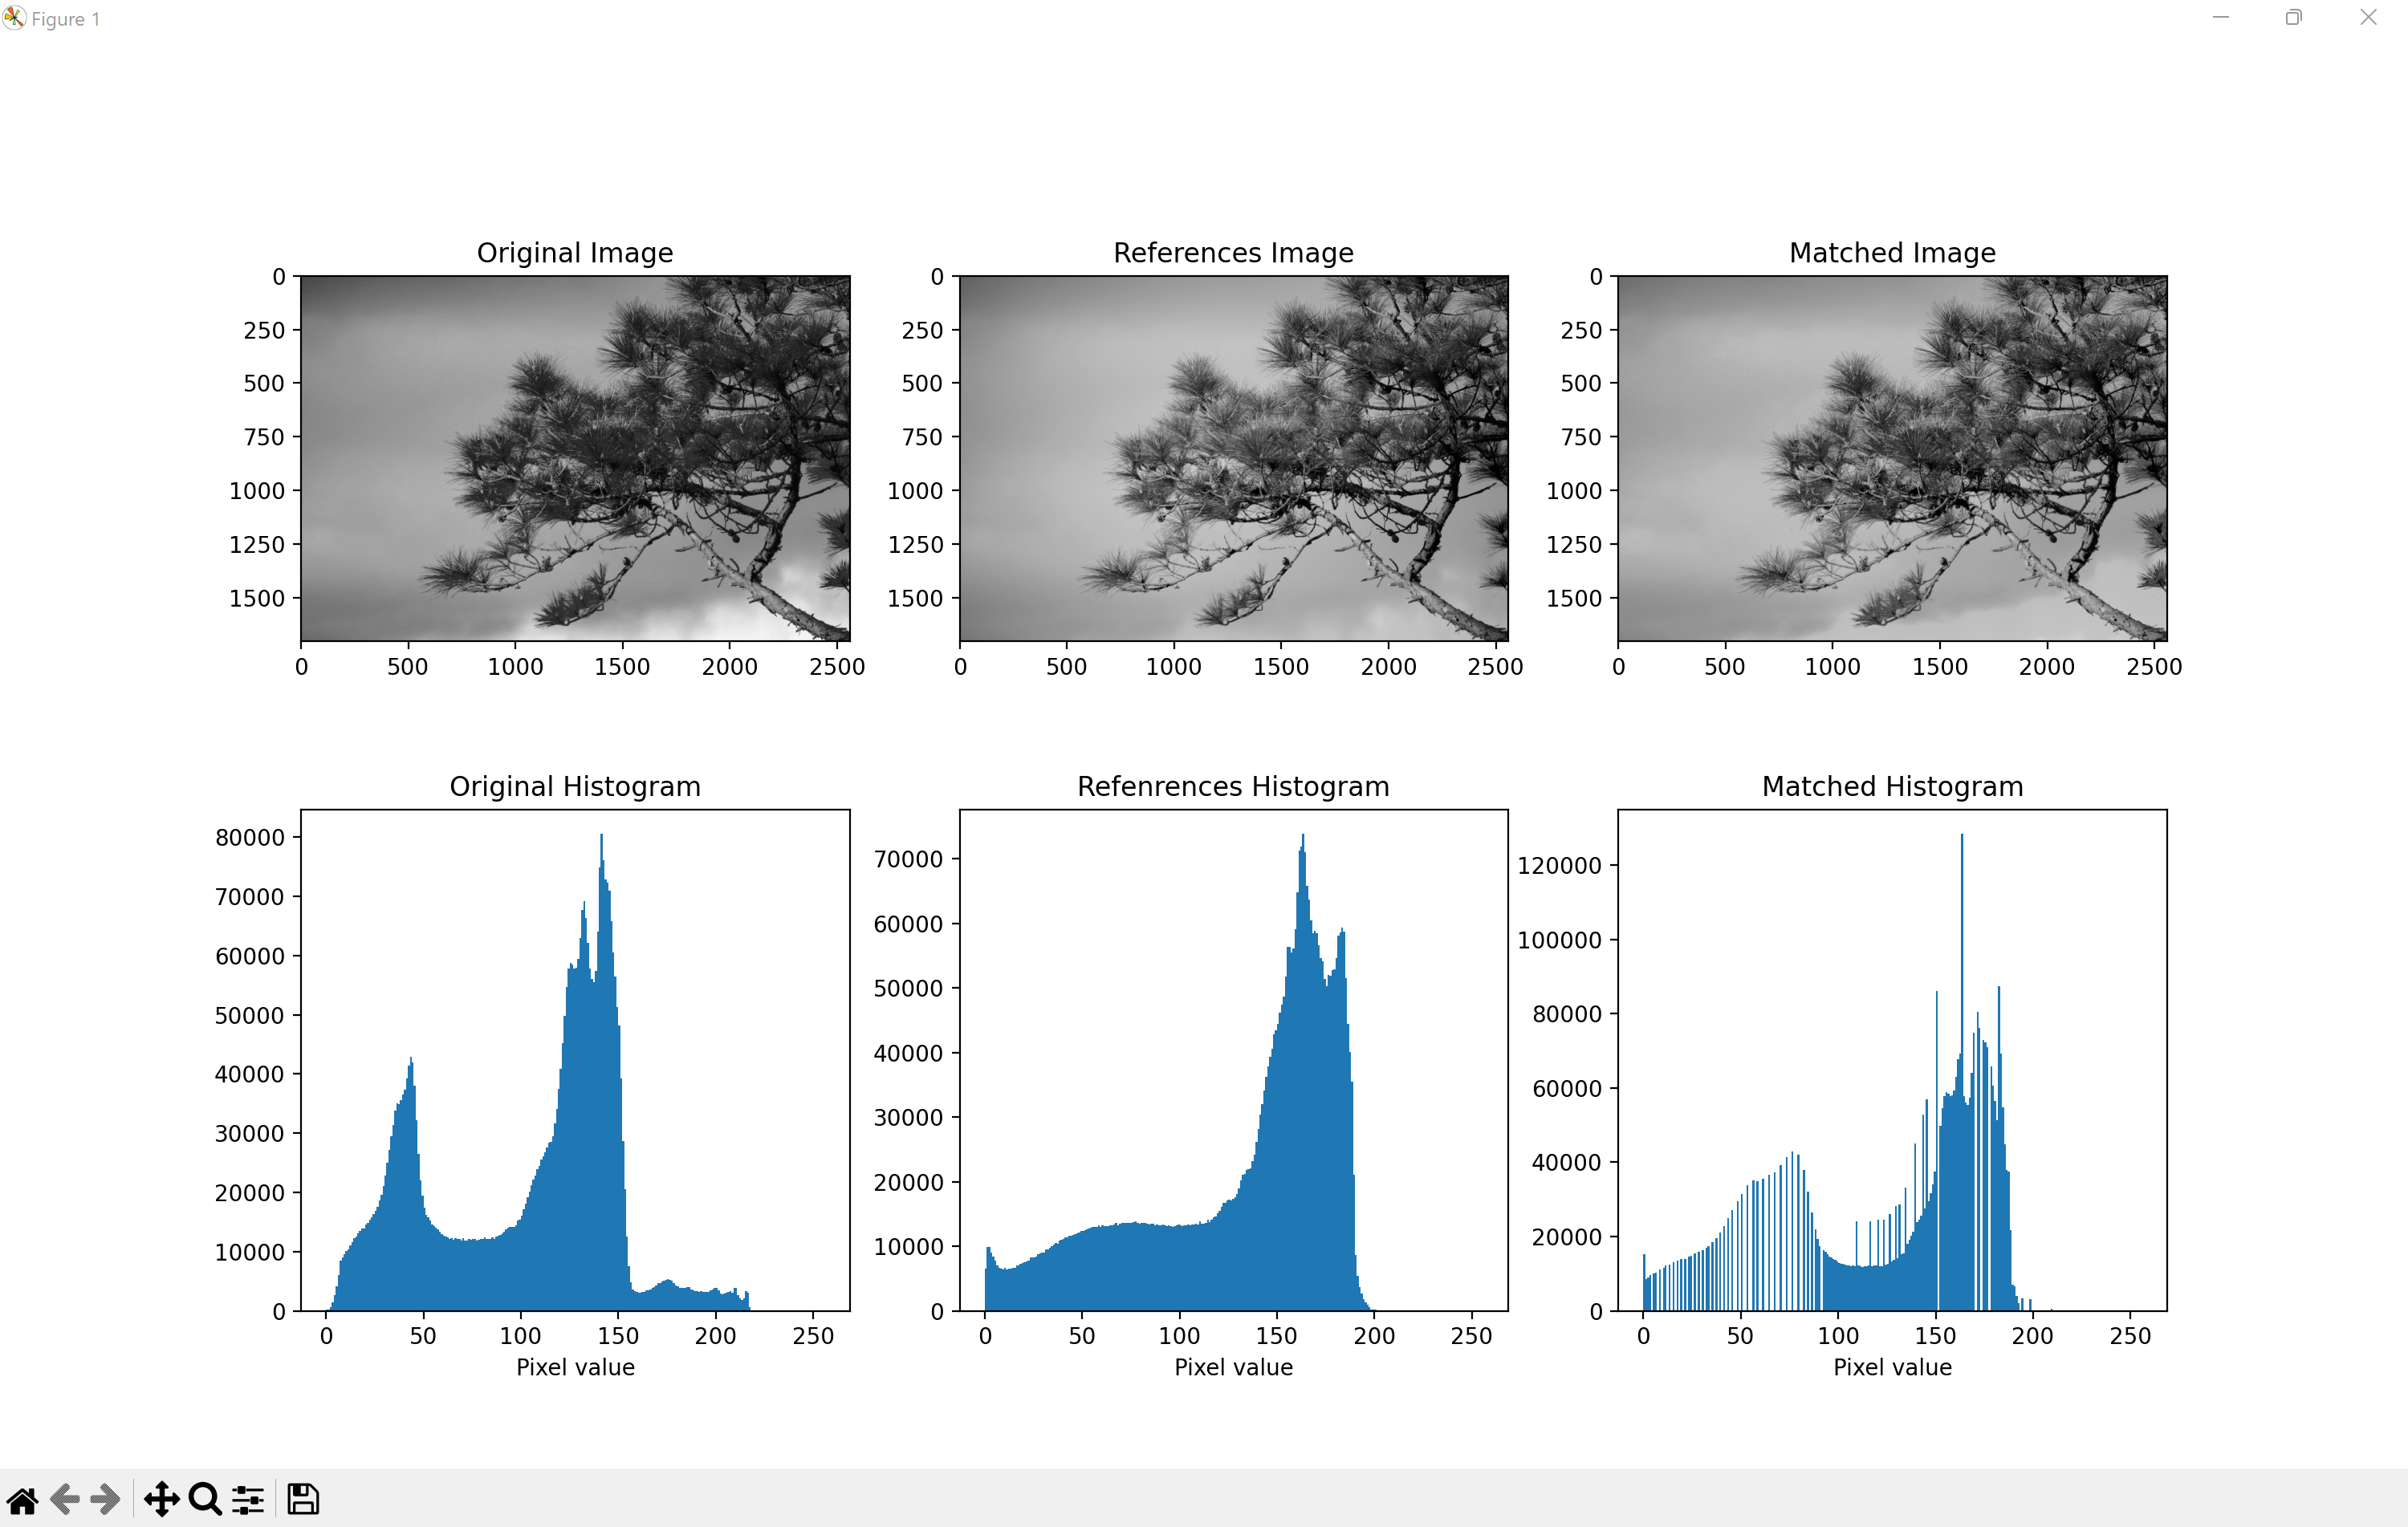 Figure 1
Original Image
References Image
Matched Image
0
250
500
750
1000
1250
1500
0 500 1000 1500 2000 2500
0
250
500
750
1000
1250
1500
0 500 1000 1500 2000 2500
0
250
500
750
1000
1250
1500
0 500 1000 1500 2000 2500
Original Histogram
Refenrences Histogram
Matched Histogram
80000
70000
60000
50000
40000
30000
20000
10000
0
0 50 100 150 200 250
Pixel value
70000
60000
50000
40000
30000
20000
10000
0
0 50 100 150 200 250
Pixel value
120000
100000
80000
60000
40000
20000
0
0 50 100 150 200 250
Pixel value